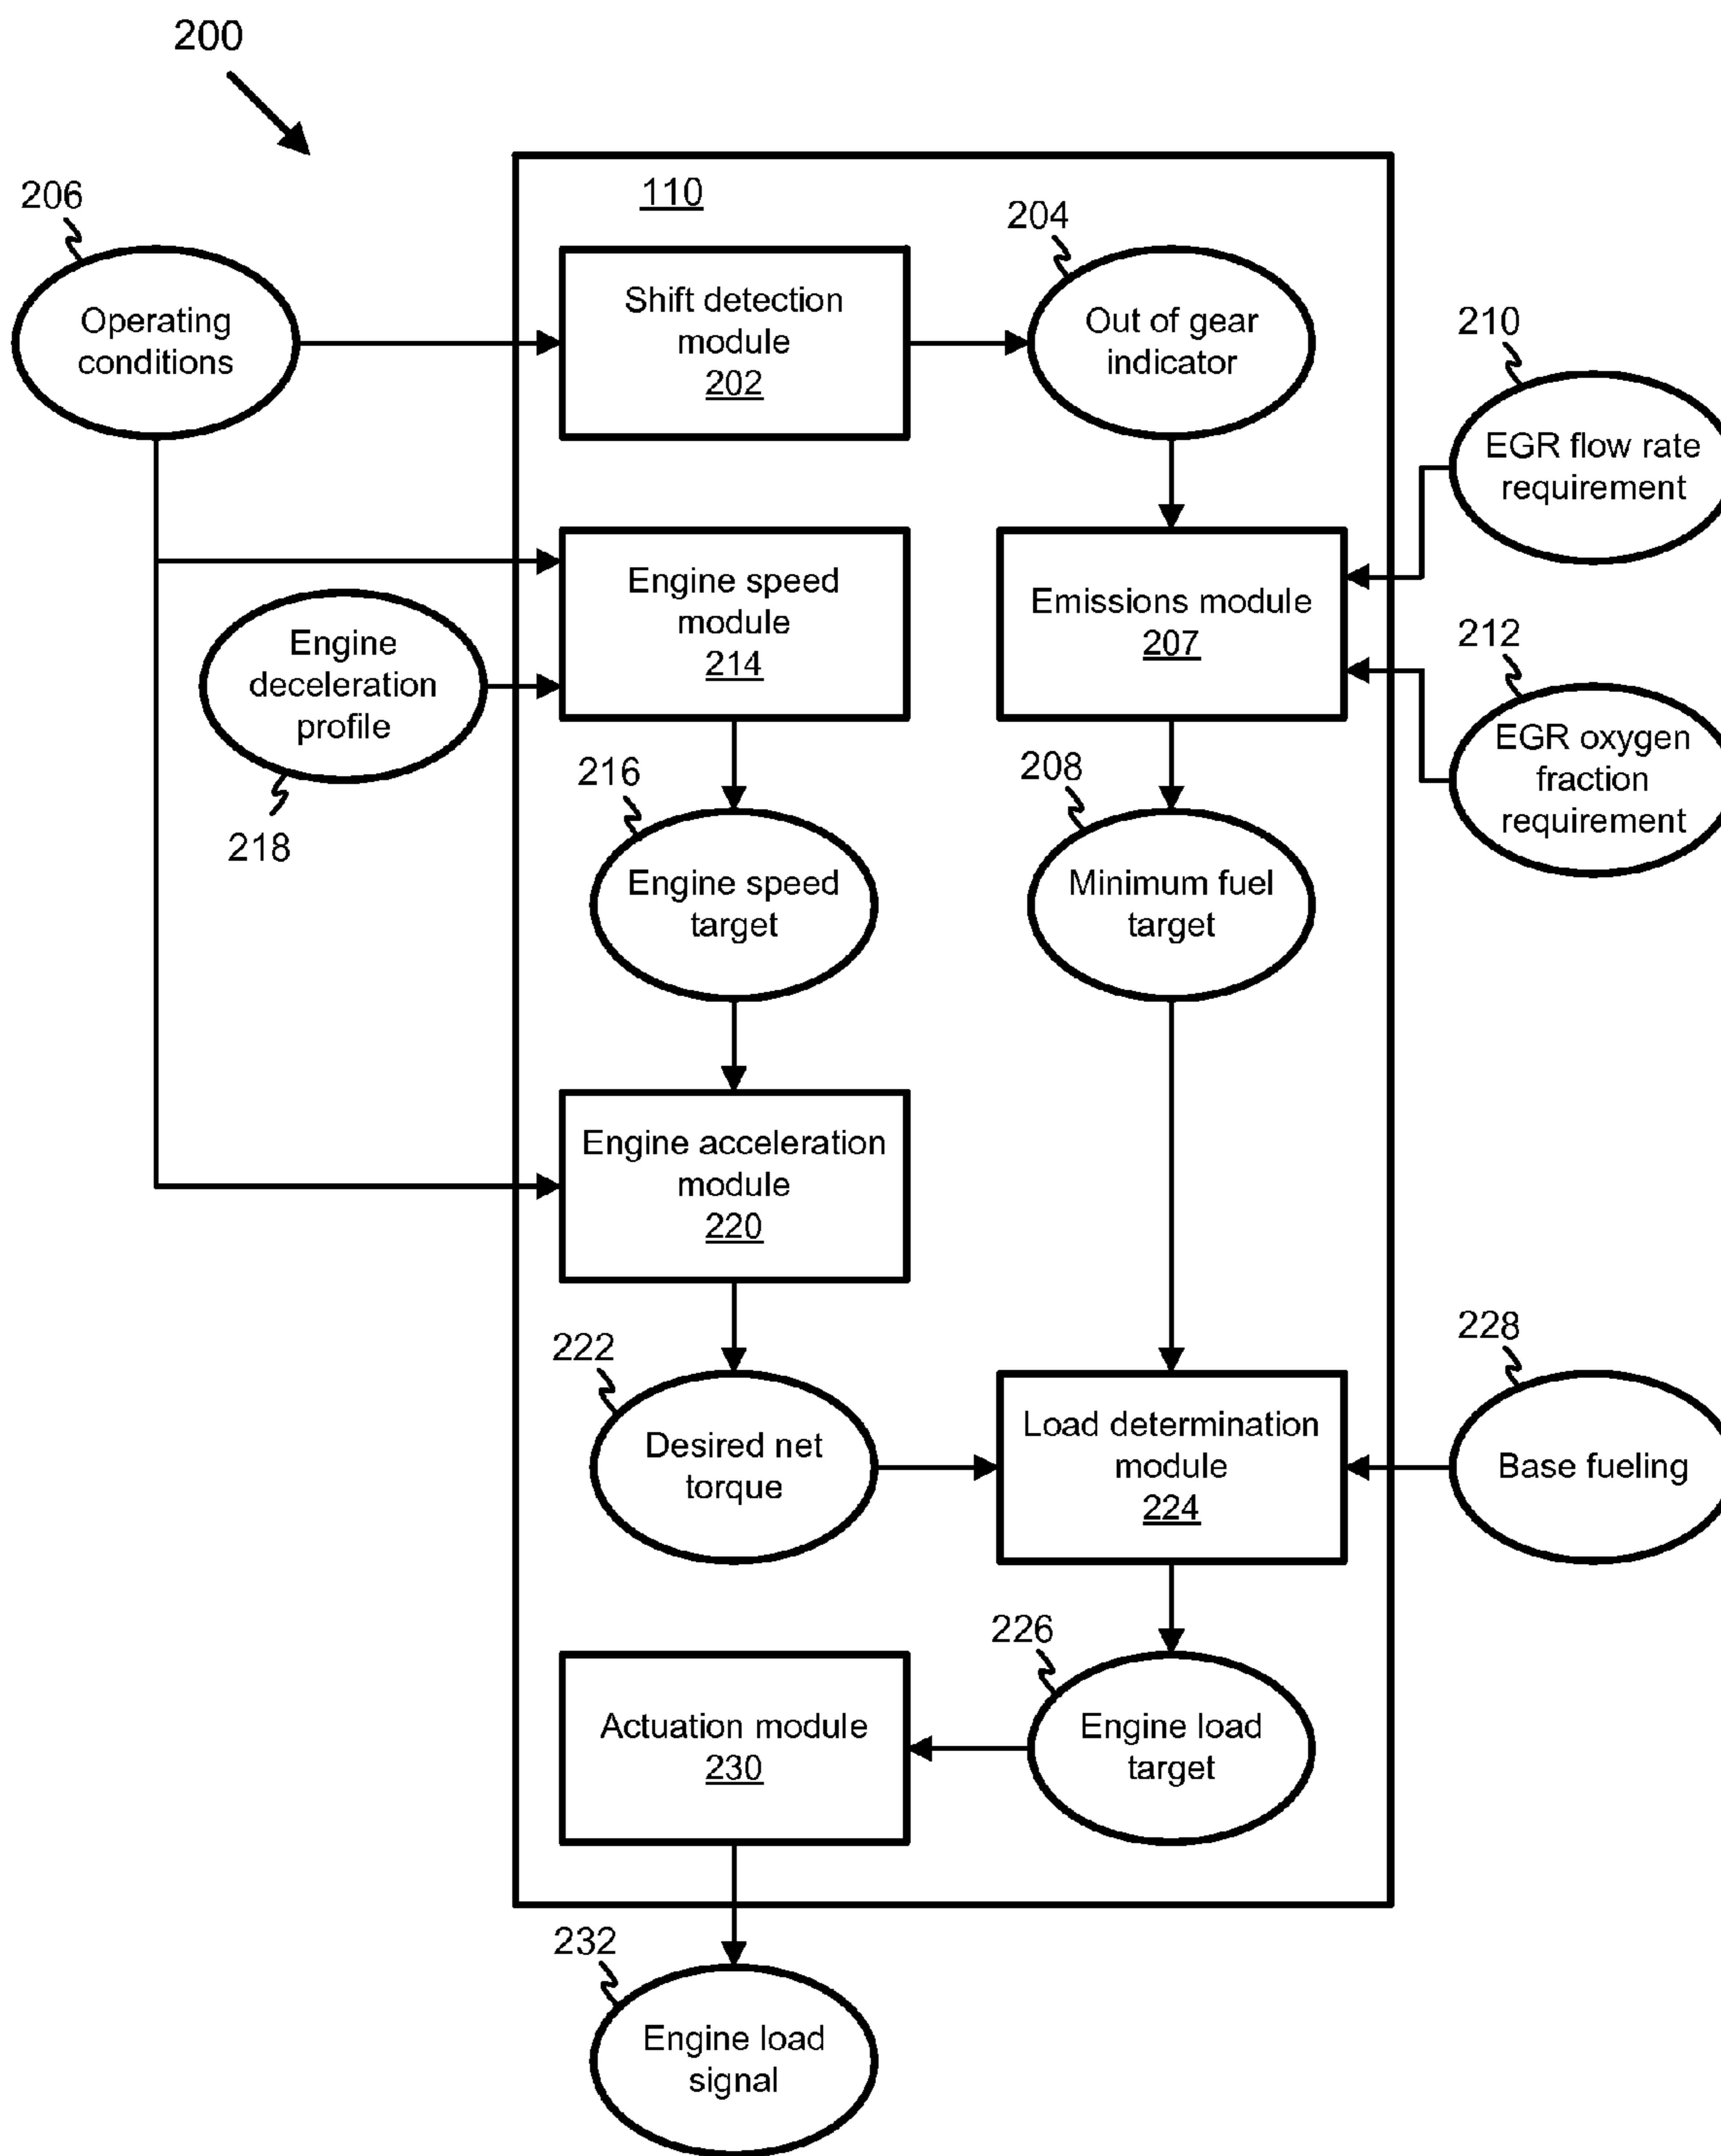 200
110
206
Operating
conditions
Shift detection
module
202
204
Out of gear
indicator
210
EGR flow rate
requirement
Engine speed
module
214
Emissions module
207
Engine
deceleration
profile
218
212
EGR oxygen
fraction
requirement
216
Engine speed
target
208
Minimum fuel
target
Engine acceleration
module
220
222
Desired net
torque
Load determination
module
224
228
Base fueling
226
Engine load
target
Actuation module
230
232
Engine load
signal